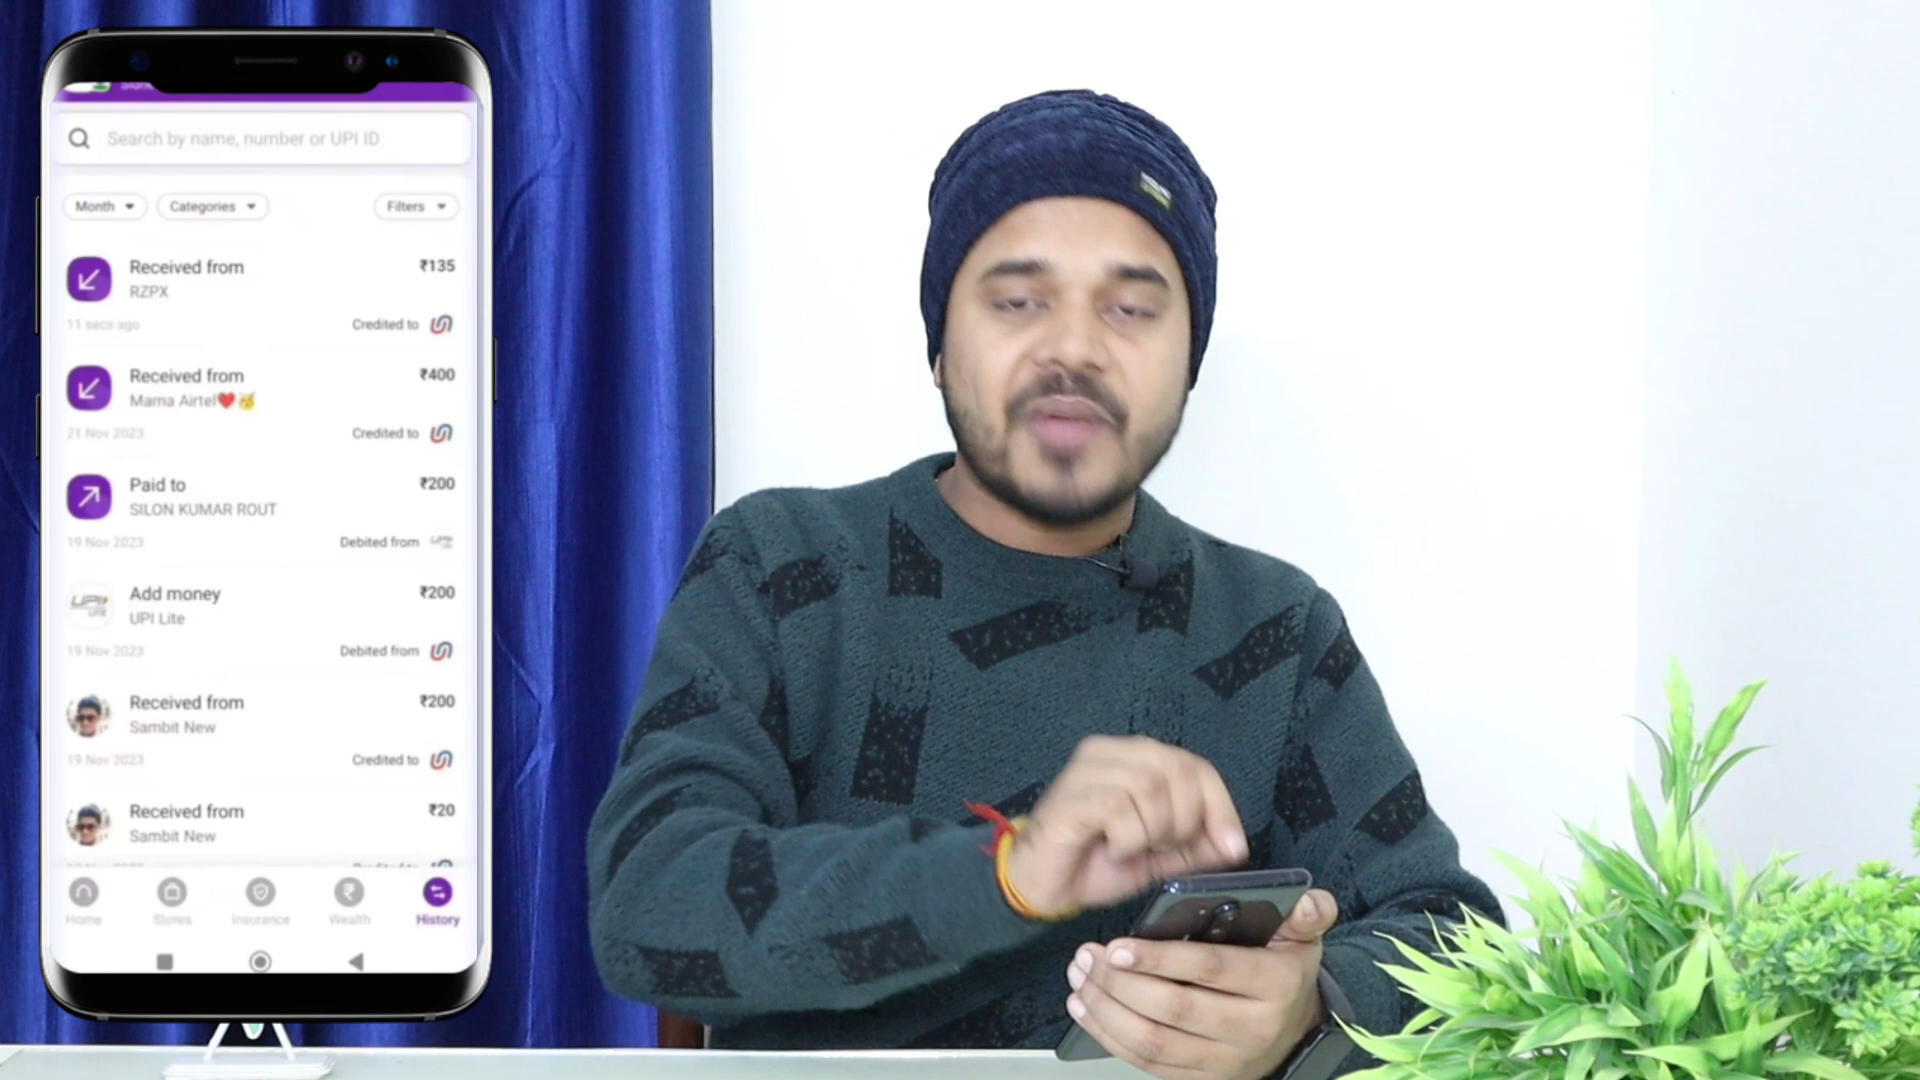 Search by name, number or UPI ID
Month Categories Filters
Received from ₹135
RZPX
11 secs ago Credited to
Received from ₹400
Mama Airtel❤️🥳
21 Nov 2023 Credited to
Paid to ₹200
SILON KUMAR ROUT
19 Nov 2023 Debited from
Add money ₹200
UPI Lite
19 Nov 2023 Debited from
Received from ₹200
Sambit New
19 Nov 2023 Credited to
Received from ₹20
Sambit New
Home Stores Insurance Wealth History